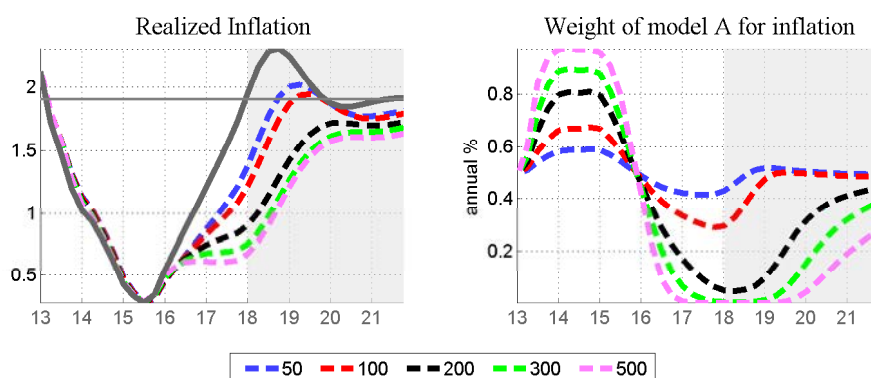 Realized Inflation
2
1.5
1
0.5
13 14 15 16 17 18 19 20 21
Weight of model A for inflation
annual %
0.8
0.6
0.4
0.2
13 14 15 16 17 18 19 20 21
50 100 200 300 500